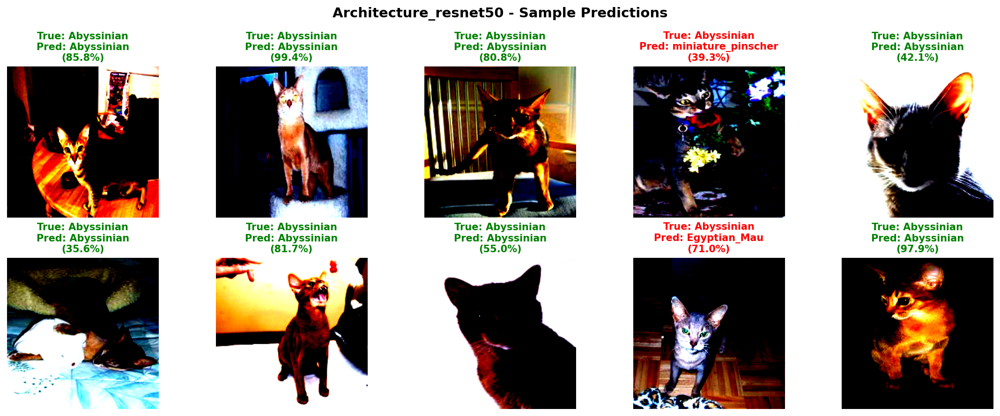 Architecture_resnet50 - Sample Predictions
True: Abyssinian
Pred: Abyssinian
(85.8%)
True: Abyssinian
Pred: Abyssinian
(99.4%)
True: Abyssinian
Pred: Abyssinian
(80.8%)
True: Abyssinian
Pred: miniature_pinscher
(39.3%)
True: Abyssinian
Pred: Abyssinian
(42.1%)
True: Abyssinian
Pred: Abyssinian
(35.6%)
True: Abyssinian
Pred: Abyssinian
(81.7%)
True: Abyssinian
Pred: Abyssinian
(55.0%)
True: Abyssinian
Pred: Egyptian_Mau
(71.0%)
True: Abyssinian
Pred: Abyssinian
(97.9%)